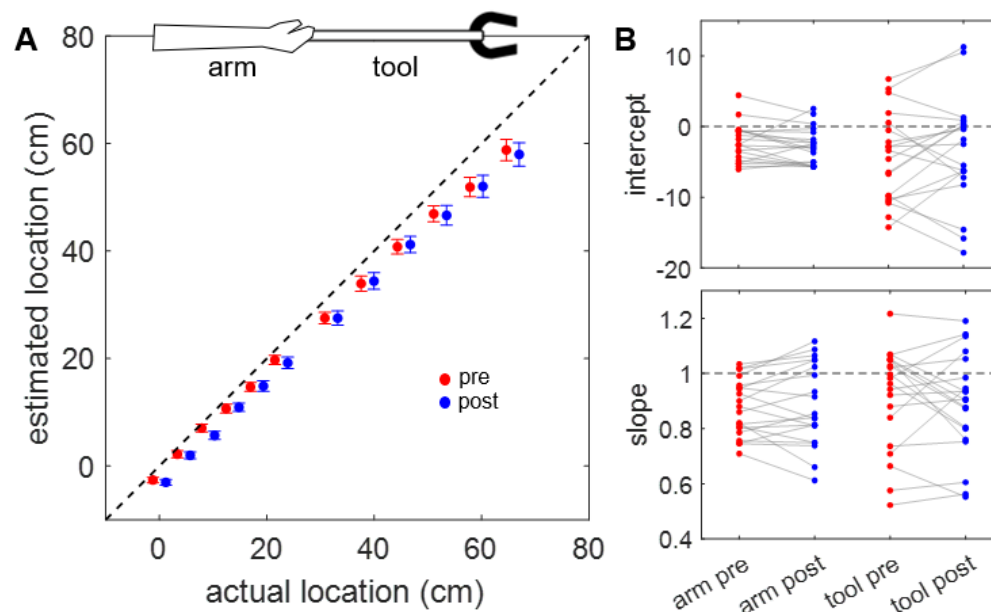 A
arm
tool
80
60
40
20
0
0
20
40
60
80
estimated location (cm)
actual location (cm)
pre
post
B
10
0
-10
-20
intercept
1.2
1
0.8
0.6
0.4
slope
arm pre
arm post
tool pre
tool post